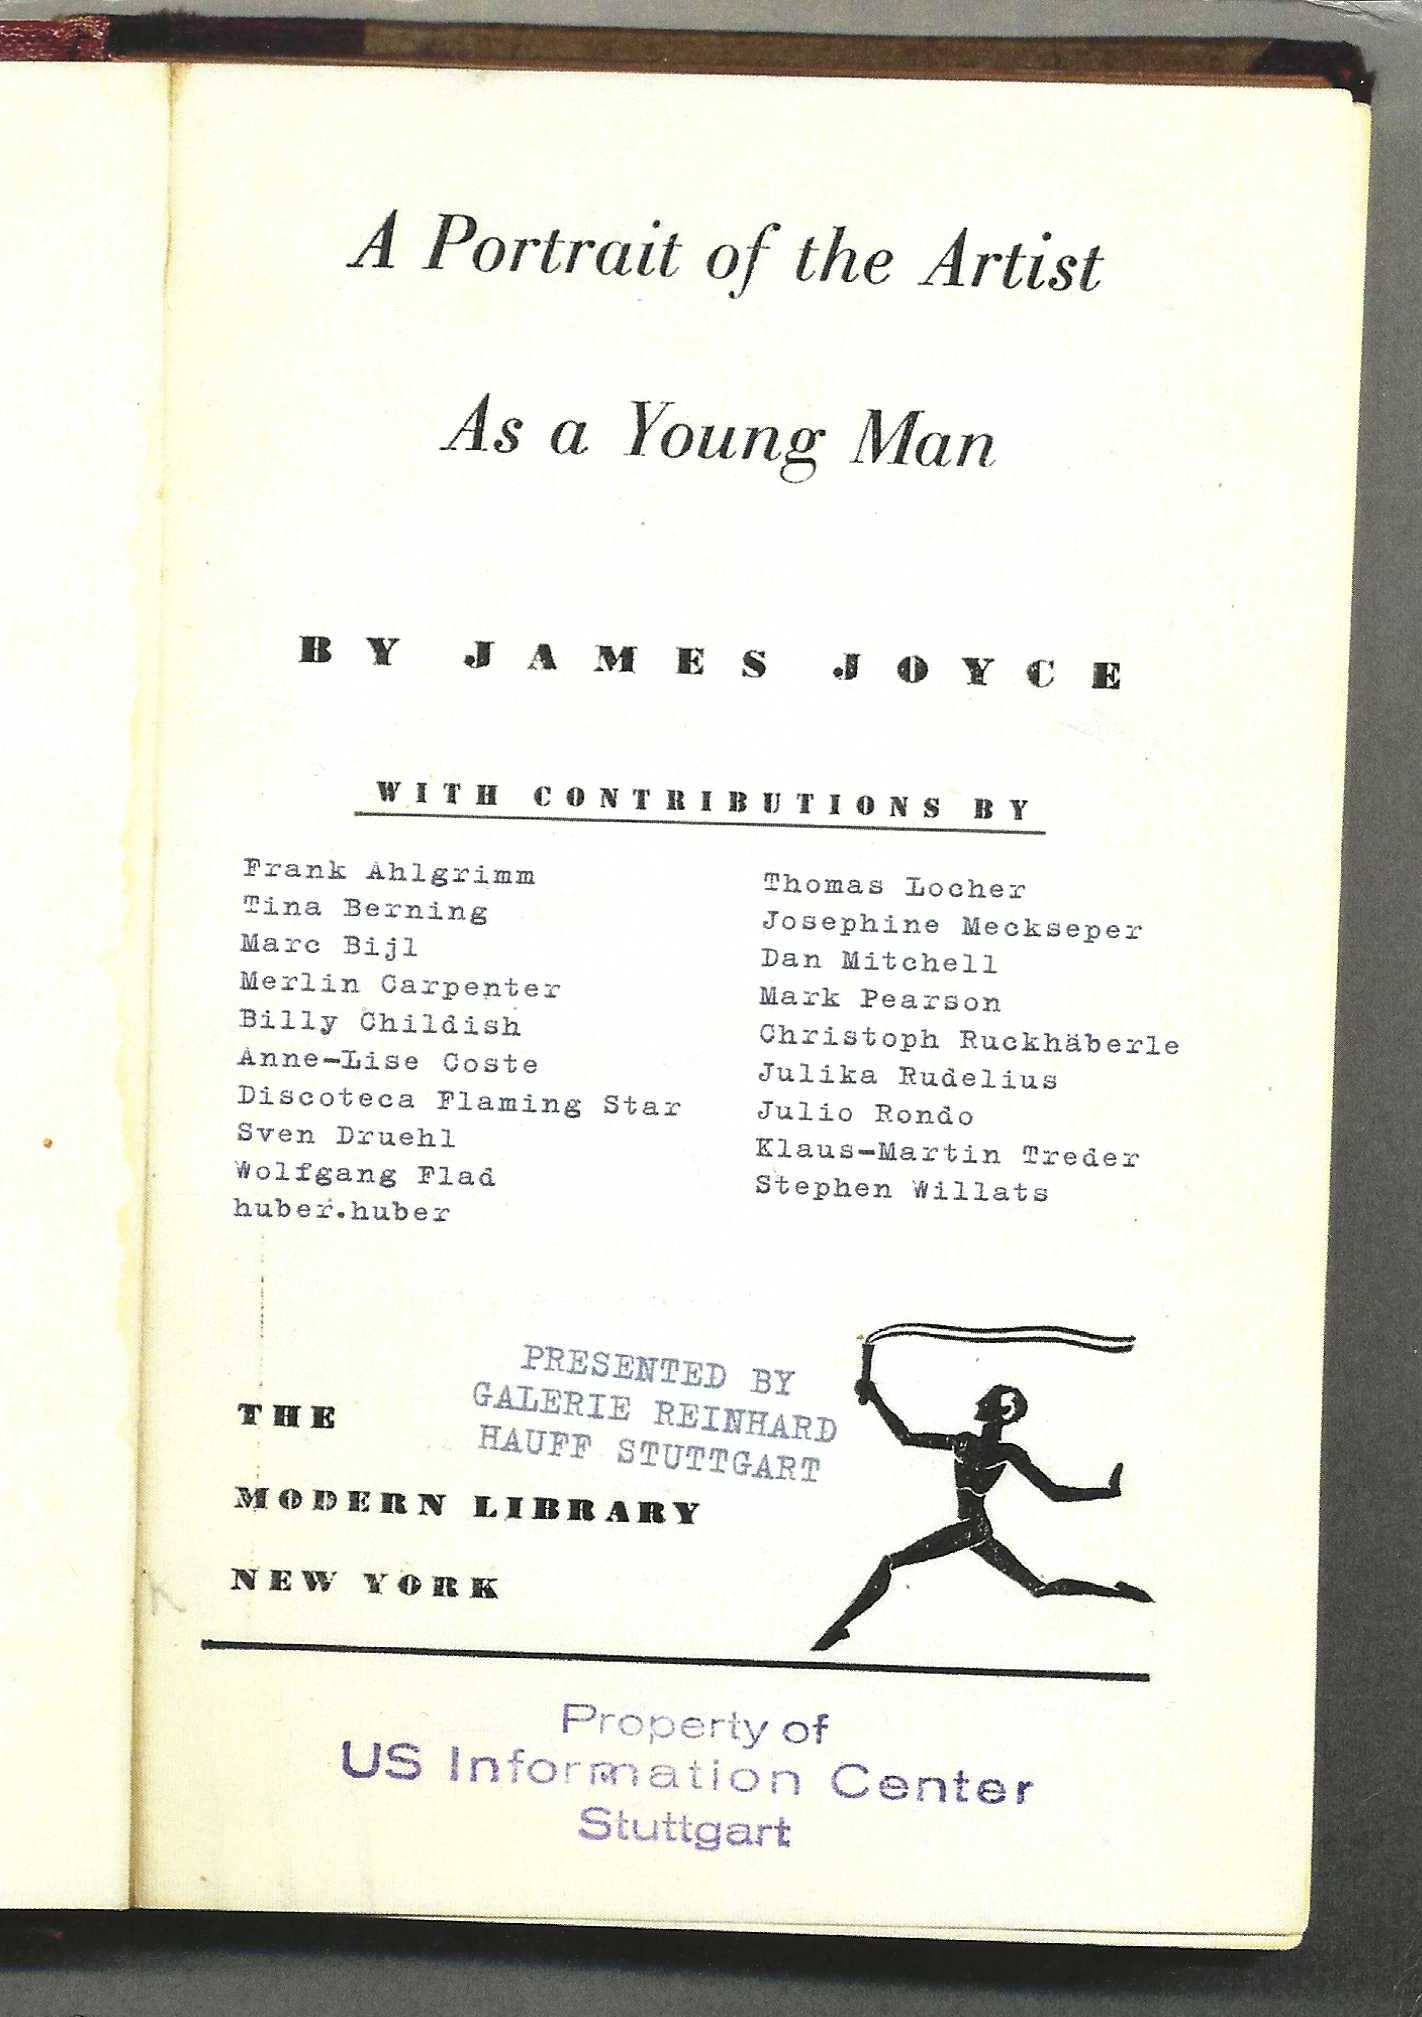 A Portrait of the Artist
As a Young Man
BY JAMES JOYCE
WITH CONTRIBUTIONS BY
Frank Ahlgrimm
Tina Berning
Marc Bijl
Merlin Carpenter
Billy Childish
Anne-Lise Coste
Discoteca Flaming Star
Sven Druehl
Wolfgang Flad
huber.huber
Thomas Locher
Josephine Meckseper
Dan Mitchell
Mark Pearson
Christoph Ruckhäberle
Julika Rudelius
Julio Rondo
Klaus-Martin Treder
Stephen Willats
PRESENTED BY
GALERIE REINHARD
HAUFF STUTTGART
THE
MODERN LIBRARY
NEW YORK
Property of
US Information Center
Stuttgart